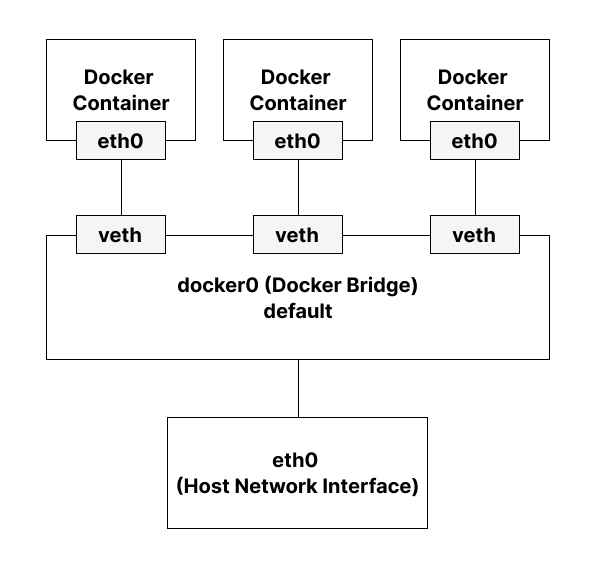 Docker
Container
Docker
Container
Docker
Container
eth0
eth0
eth0
veth
veth
veth
docker0 (Docker Bridge)
default
eth0
(Host Network Interface)